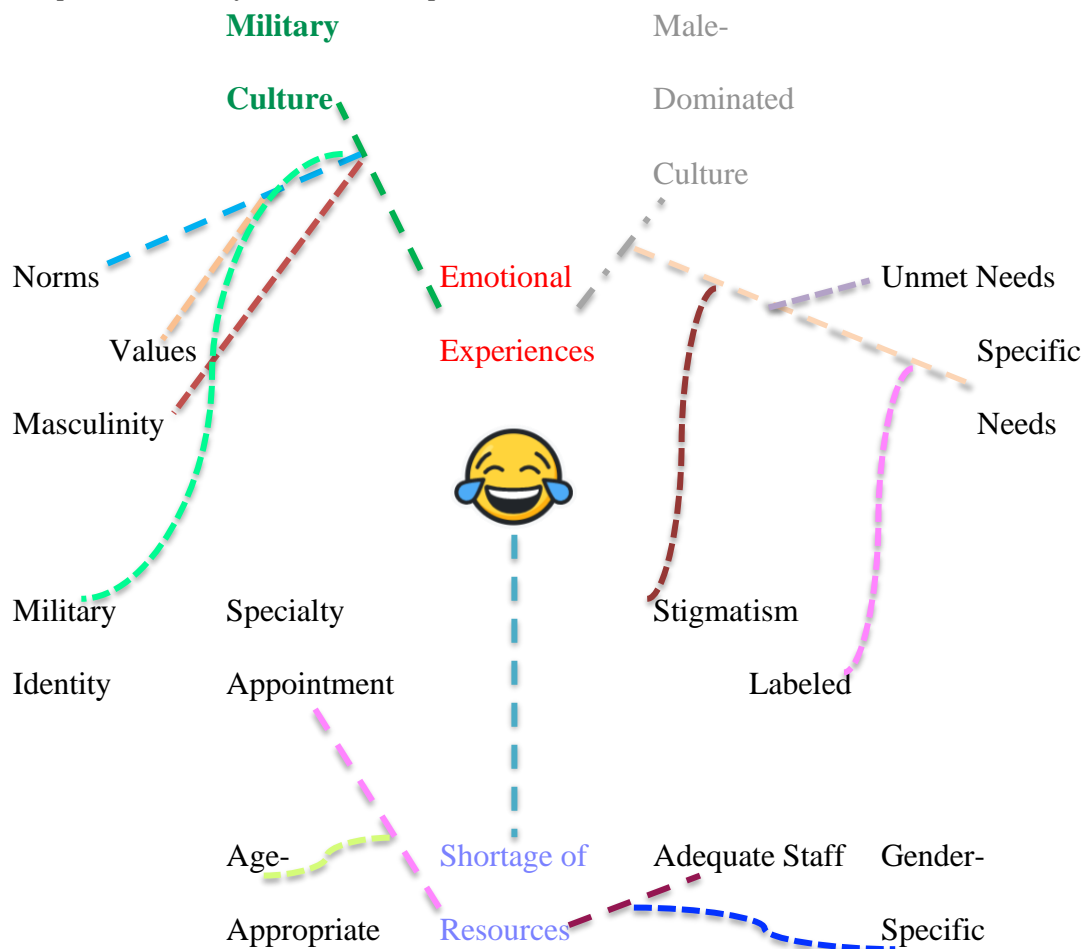 Military Male-
Culture Dominated
Culture
Norms Emotional Unmet Needs
Values Experiences Specific
Masculinity Needs
Military Specialty Stigmatism
Identity Appointment Labeled
Age- Shortage of Adequate Staff Gender-
Appropriate Resources Specific